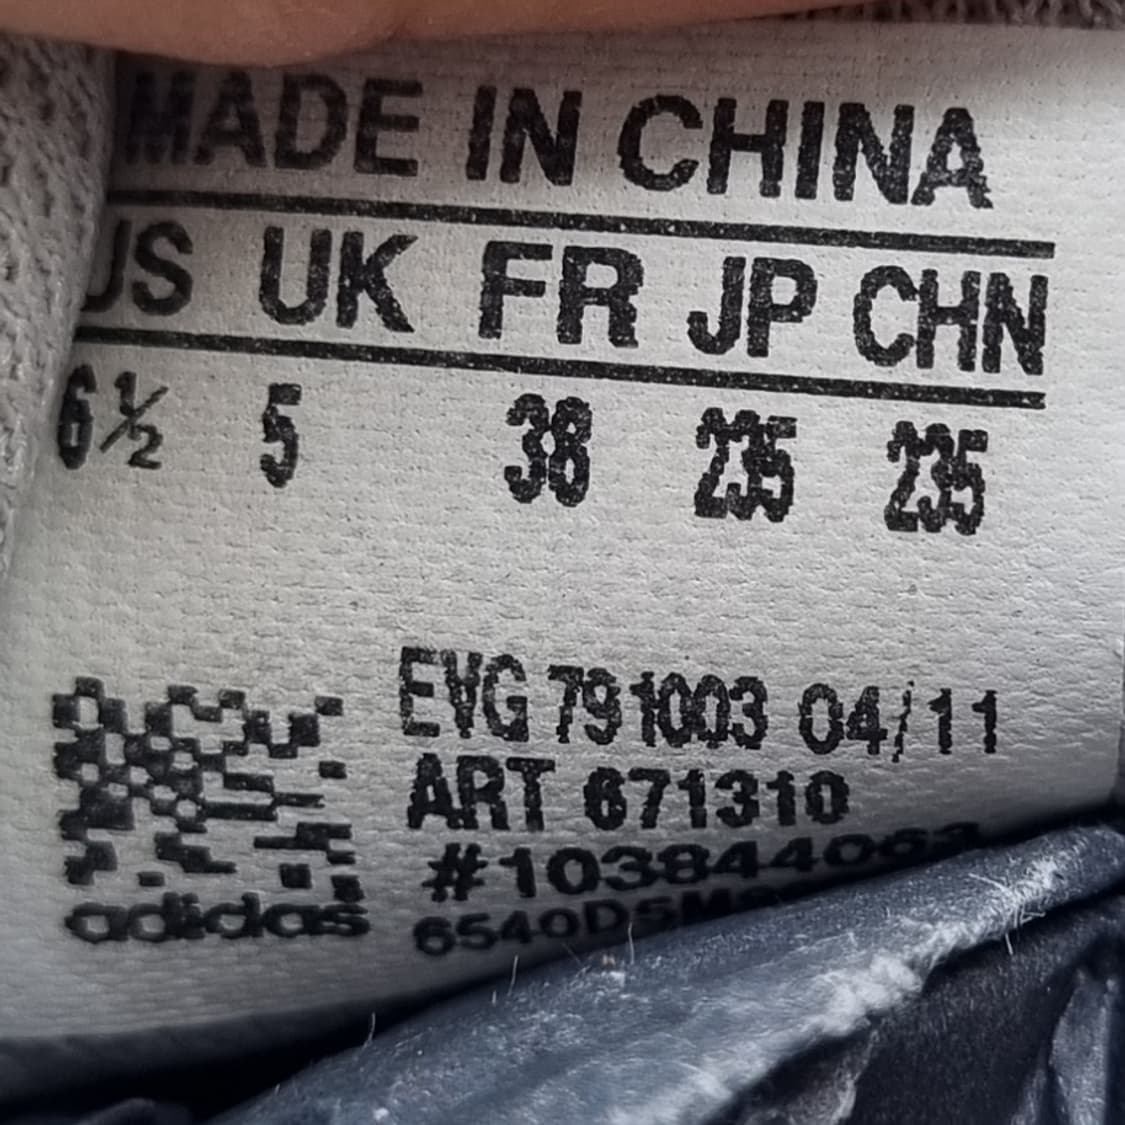 MADE IN CHINA
US UK FR JP CHN
6½ 5 38 235 235
EVG 791003 04/11
ART 671310
#103844063
adidas